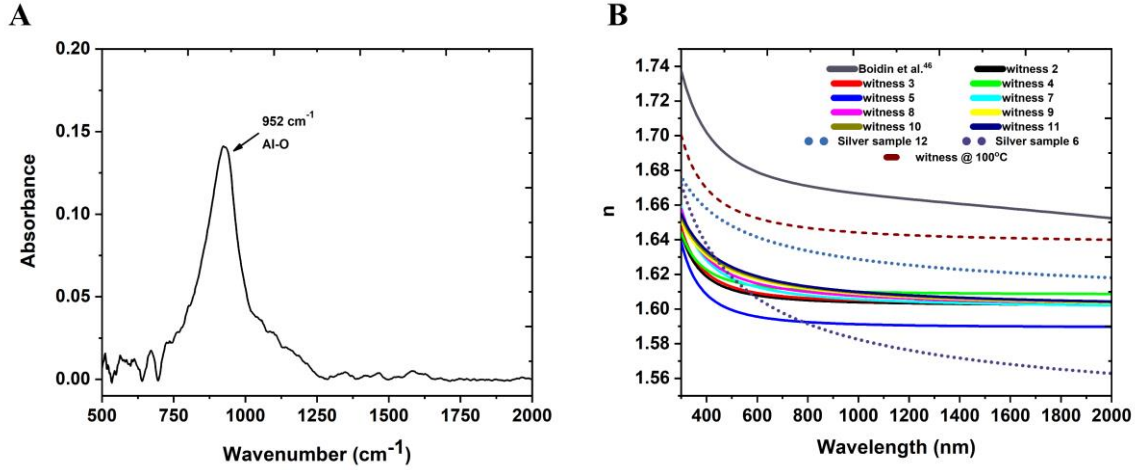 A
0.20
0.15
0.10
0.05
0.00
Absorbance
952 cm⁻¹
Al-O
500 750 1000 1250 1500 1750 2000
Wavenumber (cm⁻¹)
B
1.74
1.72
1.70
1.68
1.66
1.64
1.62
1.60
1.58
1.56
n
Boidin et al.⁴⁶ witness 2
witness 3 witness 4
witness 5 witness 7
witness 8 witness 9
witness 10 witness 11
Silver sample 12 Silver sample 6
witness @ 100°C
400 600 800 1000 1200 1400 1600 1800 2000
Wavelength (nm)